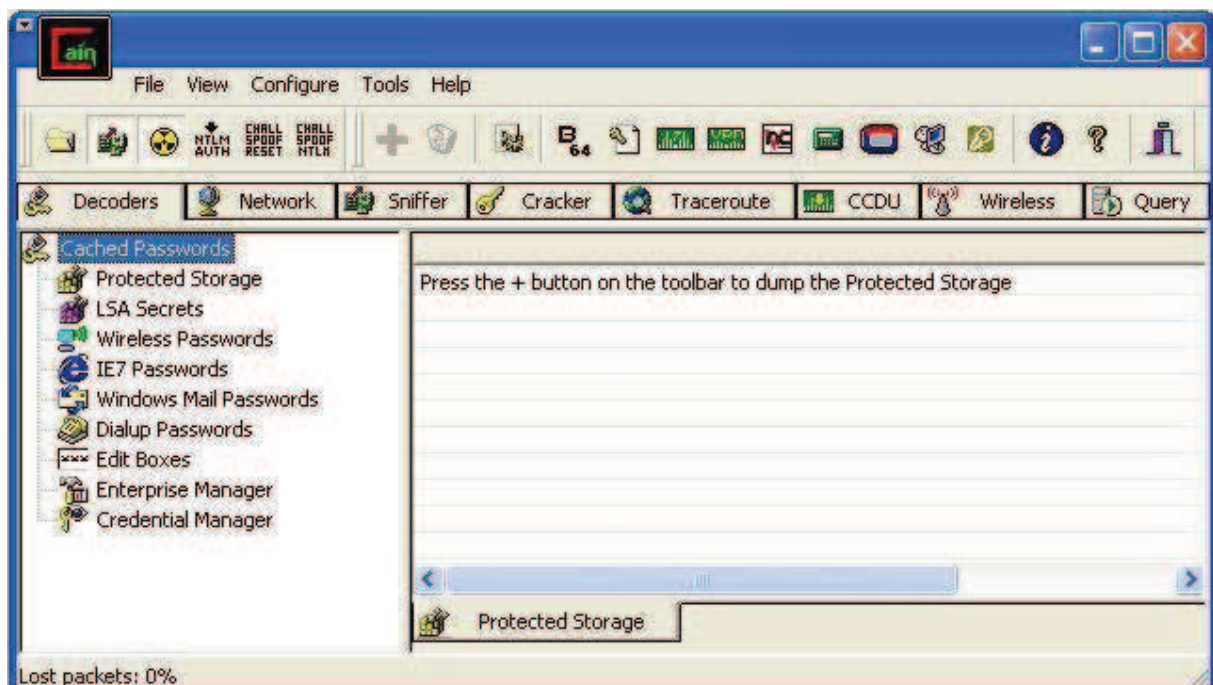 Cain
File View Configure Tools Help
NTLM AUTH CHALL SPOOF RESET CHALL SPOOF NTLM B64
Decoders Network Sniffer Cracker Traceroute CCDU Wireless Query
Cached Passwords
Protected Storage
LSA Secrets
Wireless Passwords
IE7 Passwords
Windows Mail Passwords
Dialup Passwords
Edit Boxes
Enterprise Manager
Credential Manager
Press the + button on the toolbar to dump the Protected Storage
Protected Storage
Lost packets: 0%